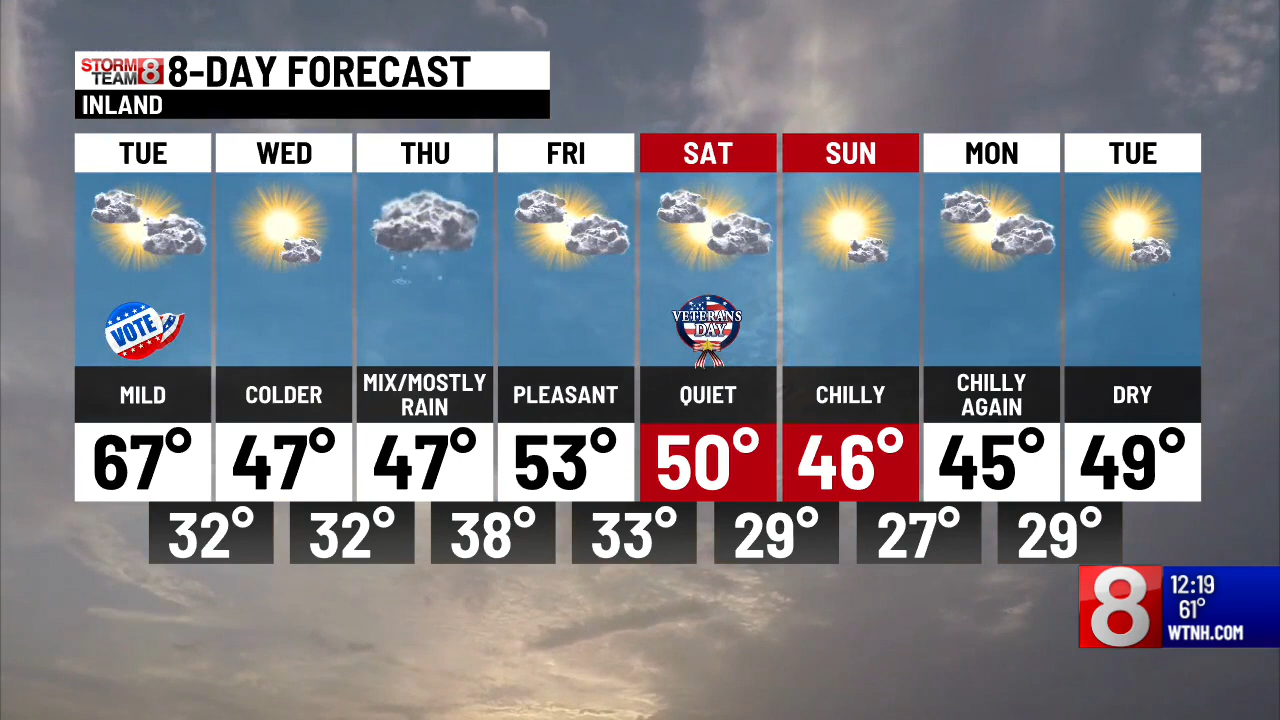 STORM TEAM 8 8-DAY FORECAST
INLAND
TUE WED THU FRI SAT SUN MON TUE
VOTE
VETERANS
DAY
MILD COLDER MIX/MOSTLY RAIN PLEASANT QUIET CHILLY CHILLY AGAIN DRY
67° 47° 47° 53° 50° 46° 45° 49°
32° 32° 38° 33° 29° 27° 29°
8
12:19
61°
WTNH.COM